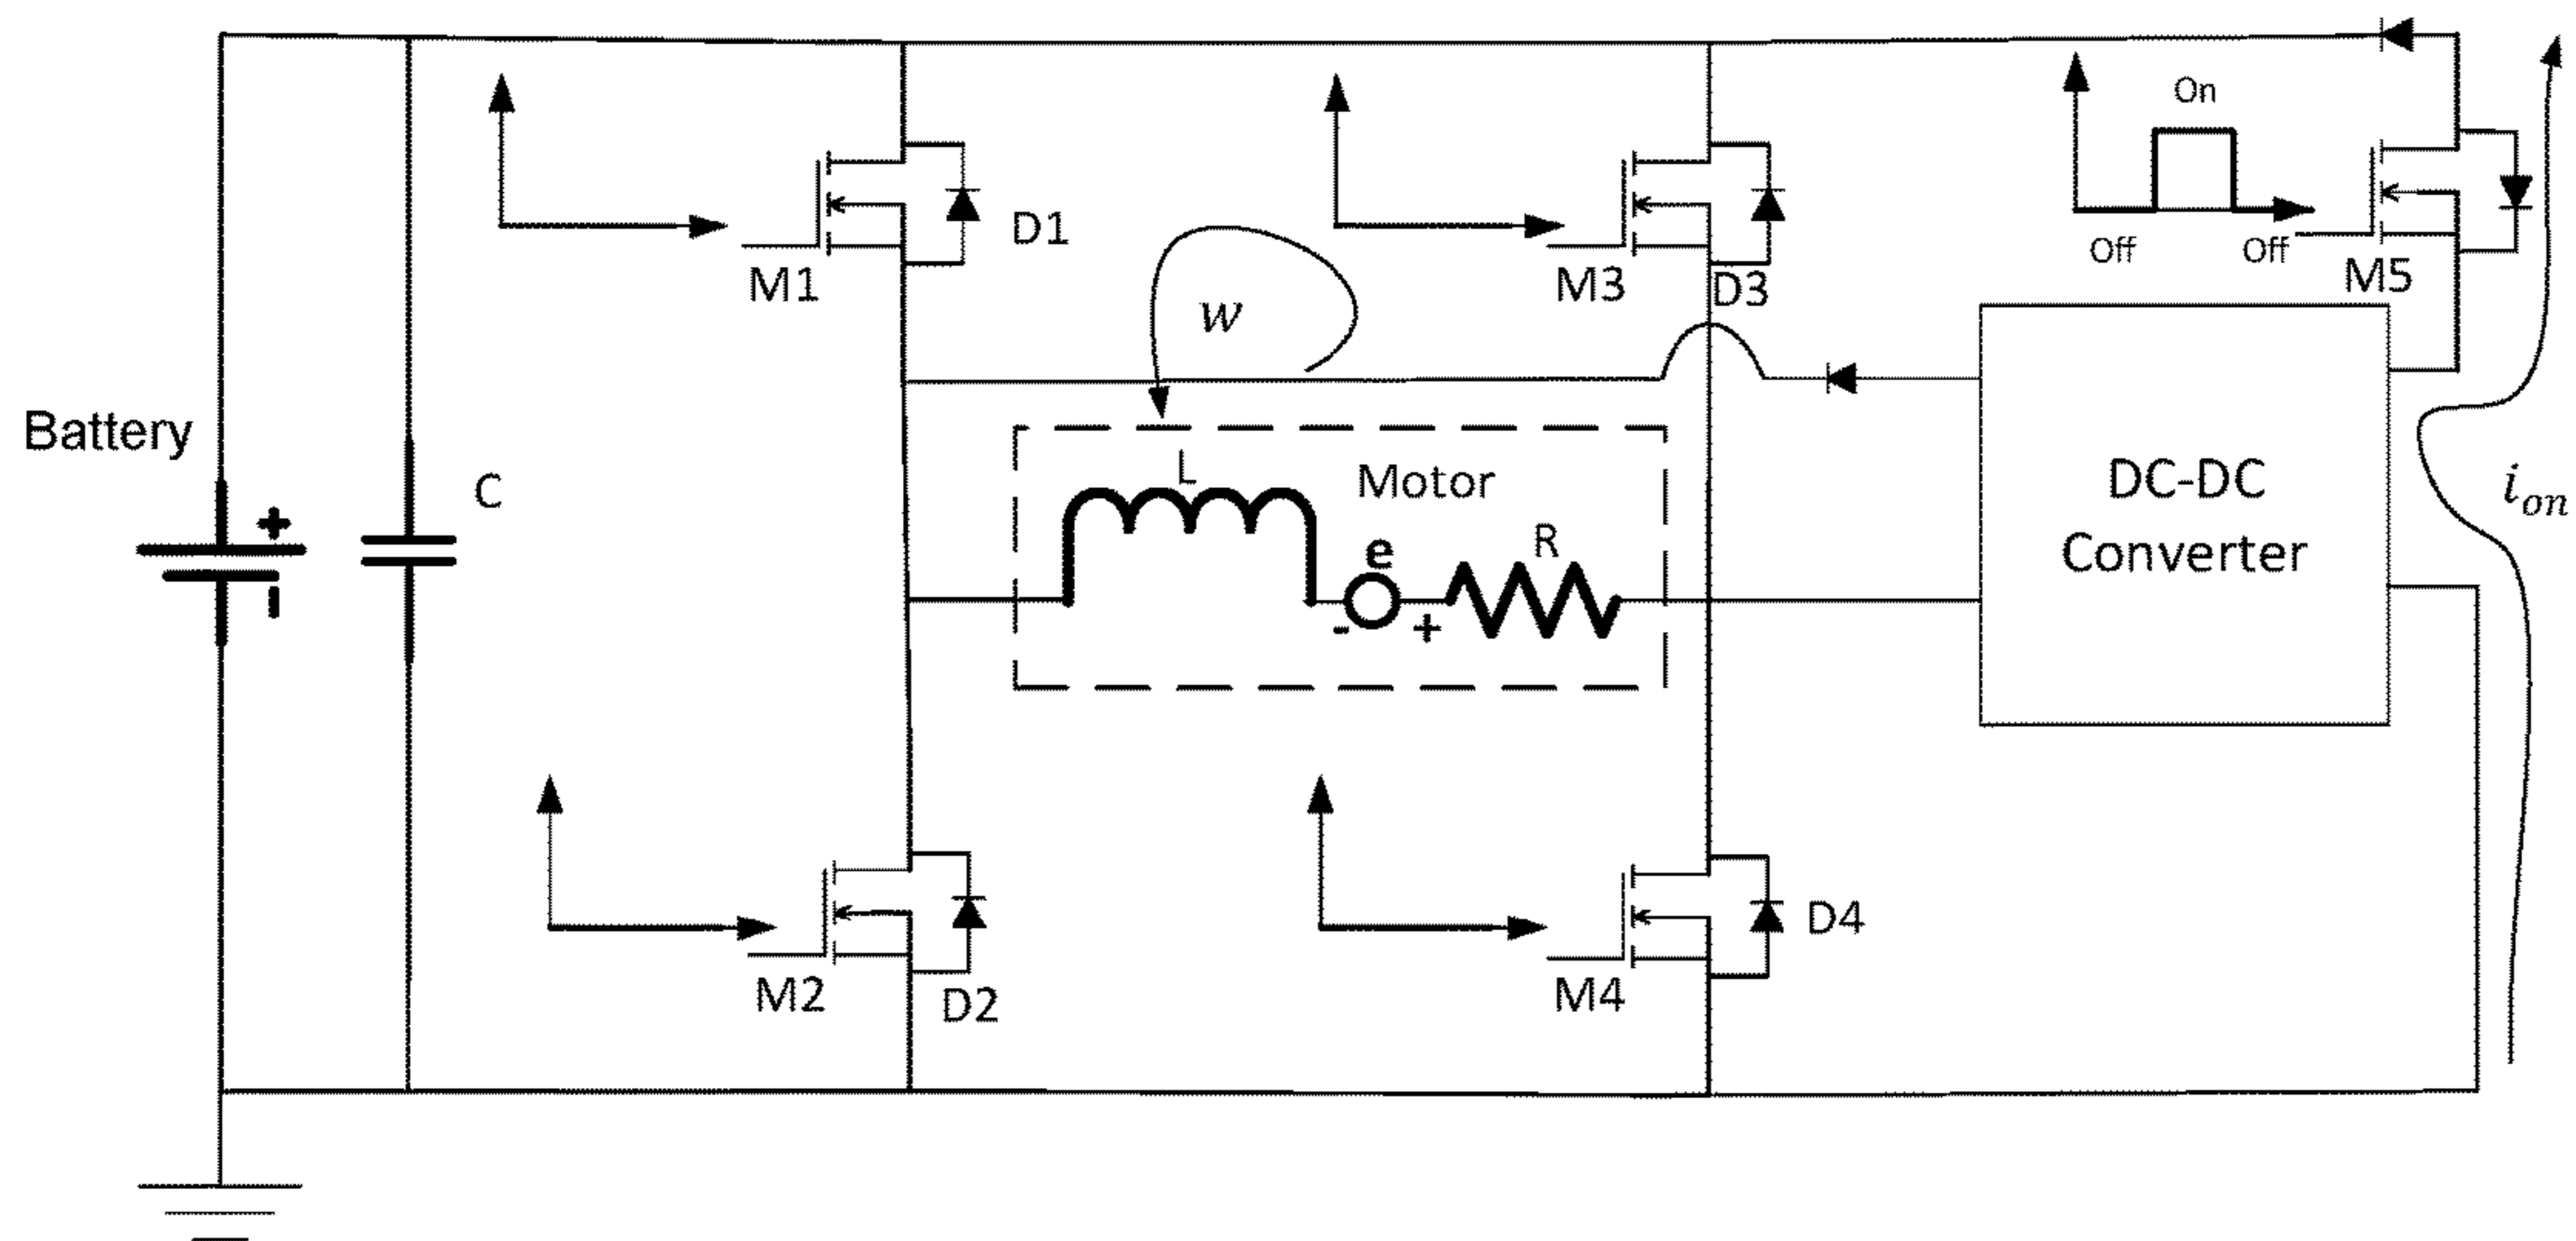 On
Off
Off
M5
D1
M1
M3
D3
w
Battery
+
-
C
L
Motor
e
R
-
+
DC-DC
Converter
i_on
M2
D2
M4
D4